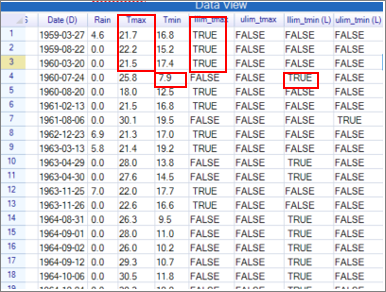 Data View
Date (D) Rain Tmax Tmin llim_tmax ulim_tmax llim_tmin (L) ulim_tmin (L)
1 1959-03-27 4.6 21.7 16.8 TRUE FALSE FALSE FALSE
2 1959-08-22 0.0 22.2 15.2 TRUE FALSE FALSE FALSE
3 1960-03-20 0.0 21.5 17.4 TRUE FALSE FALSE FALSE
4 1960-07-24 0.0 25.8 7.9 FALSE FALSE TRUE FALSE
5 1960-08-20 0.0 18.0 12.5 TRUE FALSE FALSE FALSE
6 1961-02-13 0.0 21.5 16.8 TRUE FALSE FALSE FALSE
7 1961-08-06 0.0 30.1 19.5 FALSE FALSE FALSE TRUE
8 1962-12-23 6.9 21.3 17.0 TRUE FALSE FALSE FALSE
9 1963-03-13 5.8 21.4 19.2 TRUE FALSE FALSE FALSE
10 1963-04-29 0.0 28.0 13.8 FALSE FALSE TRUE FALSE
11 1963-04-30 0.0 27.6 14.5 FALSE FALSE TRUE FALSE
12 1963-11-25 7.0 22.0 17.7 TRUE FALSE FALSE FALSE
13 1963-11-26 0.0 22.6 16.6 TRUE FALSE FALSE FALSE
14 1964-08-31 0.0 26.3 9.5 FALSE FALSE TRUE FALSE
15 1964-09-01 0.0 28.0 11.0 FALSE FALSE TRUE FALSE
16 1964-09-02 0.0 26.0 10.2 FALSE FALSE TRUE FALSE
17 1964-09-12 0.0 29.3 10.7 FALSE FALSE TRUE FALSE
18 1964-10-06 0.0 30.5 11.8 FALSE FALSE TRUE FALSE
19